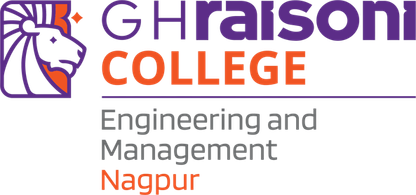 GHraisoni
COLLEGE
Engineering and
Management
Nagpur